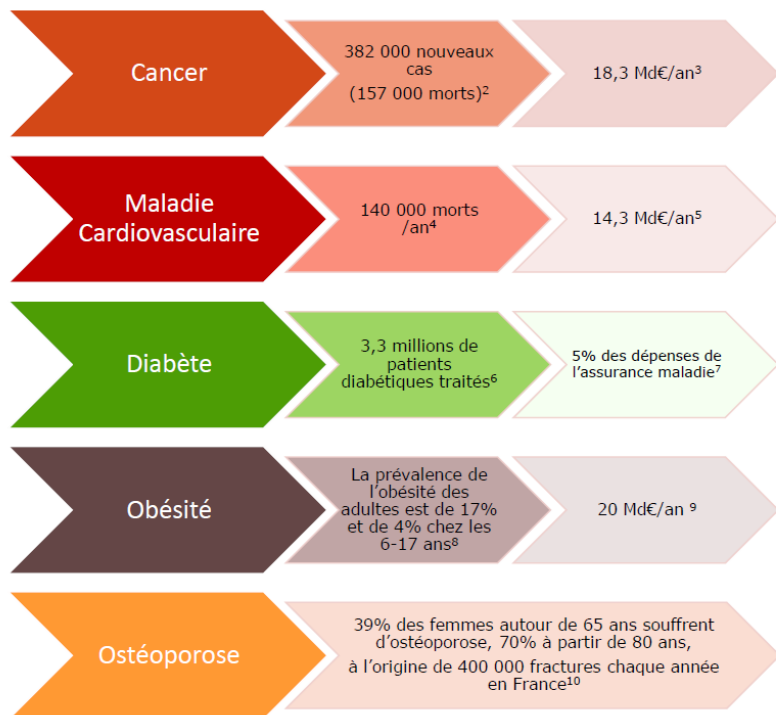 Cancer
382 000 nouveaux
cas
(157 000 morts)²
18,3 Md€/an³
Maladie
Cardiovasculaire
140 000 morts
/an⁴
14,3 Md€/an⁵
Diabète
3,3 millions de
patients
diabétiques traités⁶
5% des dépenses de
l’assurance maladie⁷
Obésité
La prévalence de
l’obésité des
adultes est de 17%
et de 4% chez les
6-17 ans⁸
20 Md€/an ⁹
Ostéoporose
39% des femmes autour de 65 ans souffrent
d’ostéoporose, 70% à partir de 80 ans,
à l’origine de 400 000 fractures chaque année
en France¹⁰